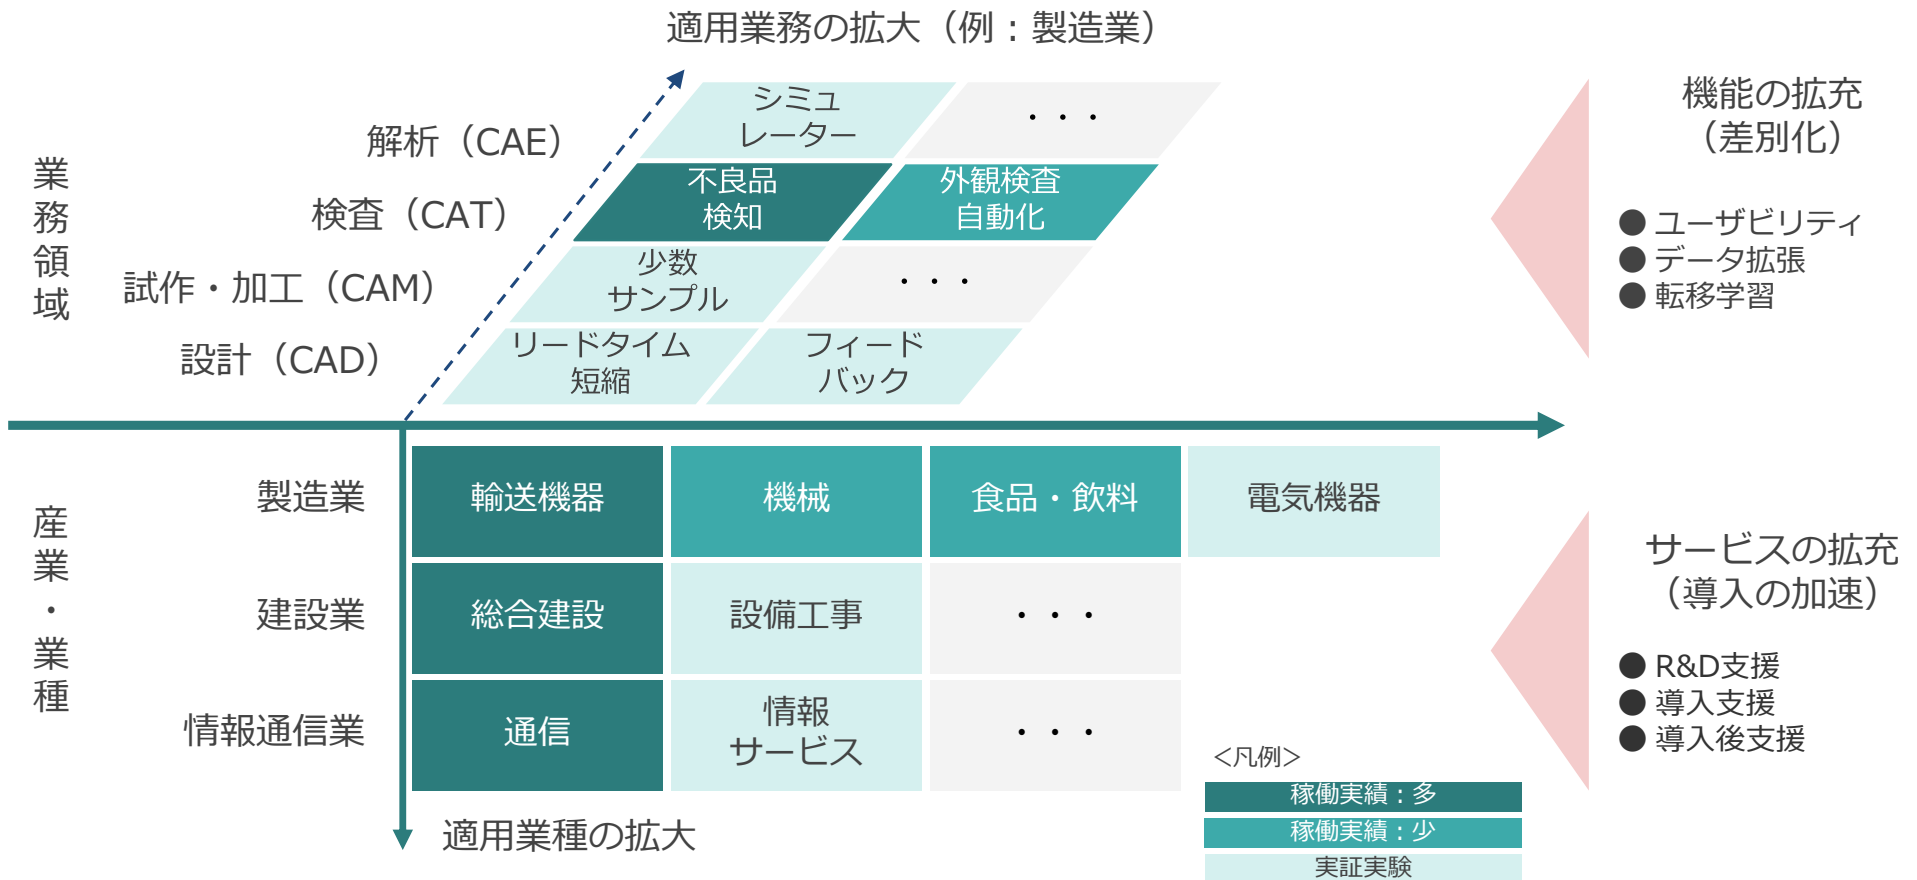 適用業務の拡大（例：製造業）
業務領域
解析（CAE）
シミュ
レーター
・・・
検査（CAT）
不良品
検知
外観検査
自動化
試作・加工（CAM）
少数
サンプル
・・・
設計（CAD）
リードタイム
短縮
フィード
バック
機能の拡充
（差別化）
● ユーザビリティ
● データ拡張
● 転移学習
産業・業種
製造業
輸送機器
機械
食品・飲料
電気機器
建設業
総合建設
設備工事
・・・
情報通信業
通信
情報
サービス
・・・
適用業種の拡大
サービスの拡充
（導入の加速）
● R&D支援
● 導入支援
● 導入後支援
＜凡例＞
稼働実績：多
稼働実績：少
実証実験